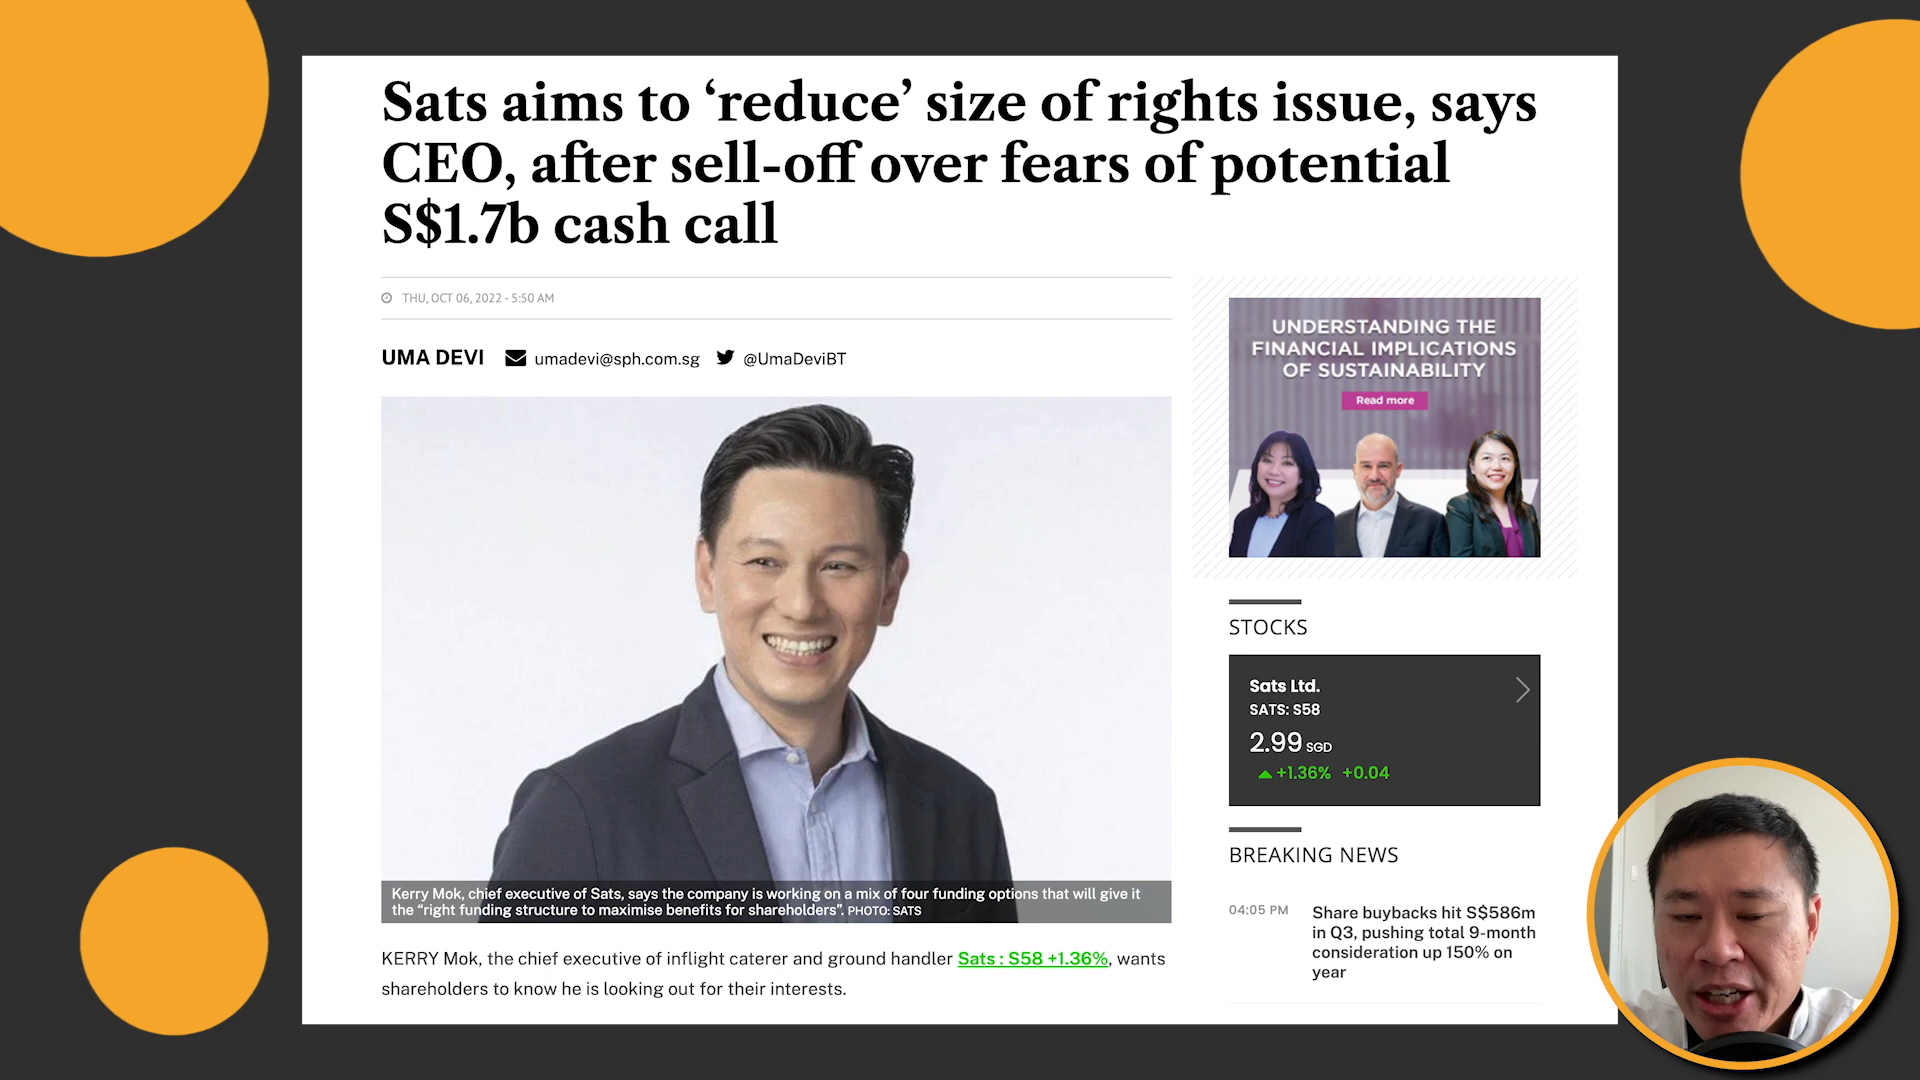 Sats aims to ‘reduce’ size of rights issue, says
CEO, after sell-off over fears of potential
S$1.7b cash call
THU, OCT 06, 2022 - 5:50 AM
UMA DEVI umadevi@sph.com.sg @UmaDeviBT
Kerry Mok, chief executive of Sats, says the company is working on a mix of four funding options that will give it
the “right funding structure to maximise benefits for shareholders”. PHOTO: SATS
KERRY Mok, the chief executive of inflight caterer and ground handler Sats : S58 +1.36%, wants
shareholders to know he is looking out for their interests.
UNDERSTANDING THE
FINANCIAL IMPLICATIONS
OF SUSTAINABILITY
Read more
STOCKS
Sats Ltd.
SATS: S58
2.99 SGD
+1.36% +0.04
BREAKING NEWS
04:05 PM Share buybacks hit S$586m
in Q3, pushing total 9-month
consideration up 150% on
year